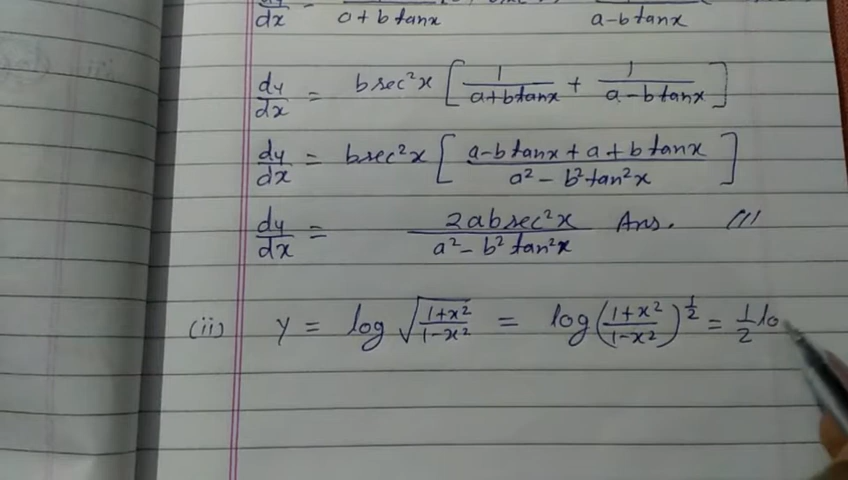 dy/dx = / a + b tanx / a - b tanx
dy/dx = b sec²x [ 1/(a+b tanx) + 1/(a - b tanx) ]
dy/dx = b sec²x [ (a - b tanx + a + b tanx)/(a² - b² tan²x) ]
dy/dx = 2ab sec²x/(a² - b² tan²x) Ans. ///
(ii) y = log √((1+x²)/(1-x²)) = log ((1+x²)/(1-x²))^(1/2) = 1/2 lo